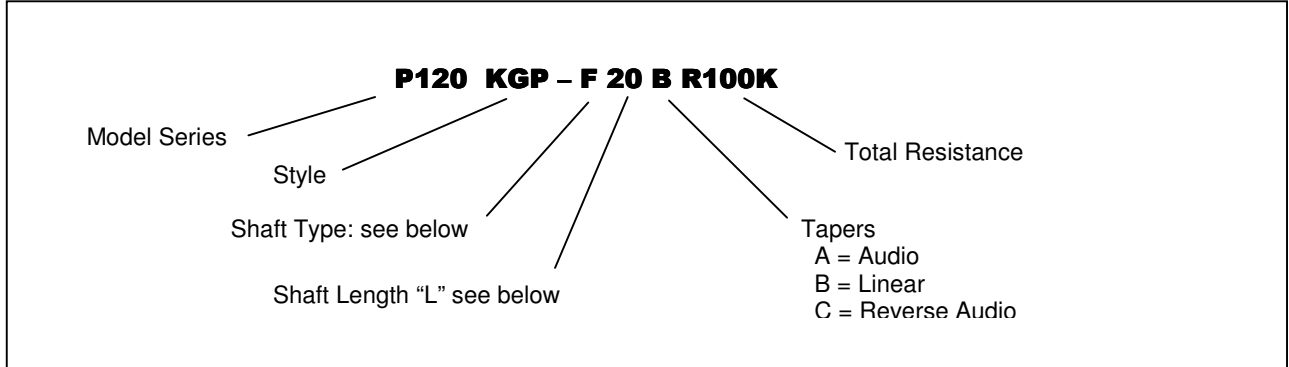 P120 KGP – F 20 B R100K
Model Series
Total Resistance
Style
Shaft Type: see below
Tapers
A = Audio
B = Linear
Shaft Length “L” see below
C = Reverse Audio